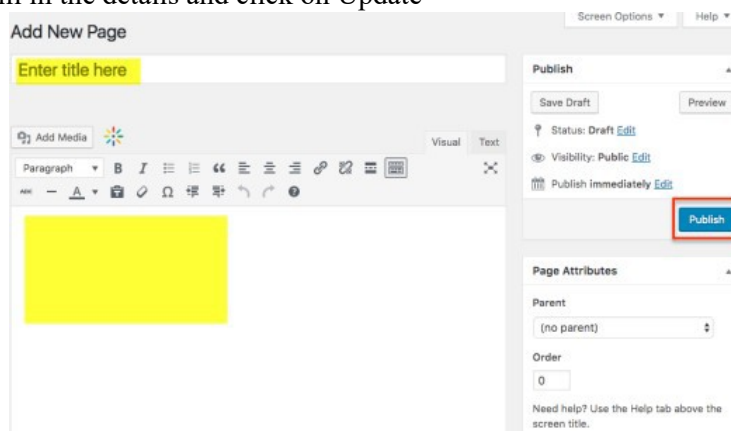 in the details and click on Update
Screen Options Help
Add New Page
Enter title here
Publish
Save Draft Preview
Add Media
Visual Text
Status: Draft Edit
Visibility: Public Edit
Paragraph B I
Publish immediately Edit
ABC A Ω
Publish
Page Attributes
Parent
(no parent)
Order
0
Need help? Use the Help tab above the
screen title.